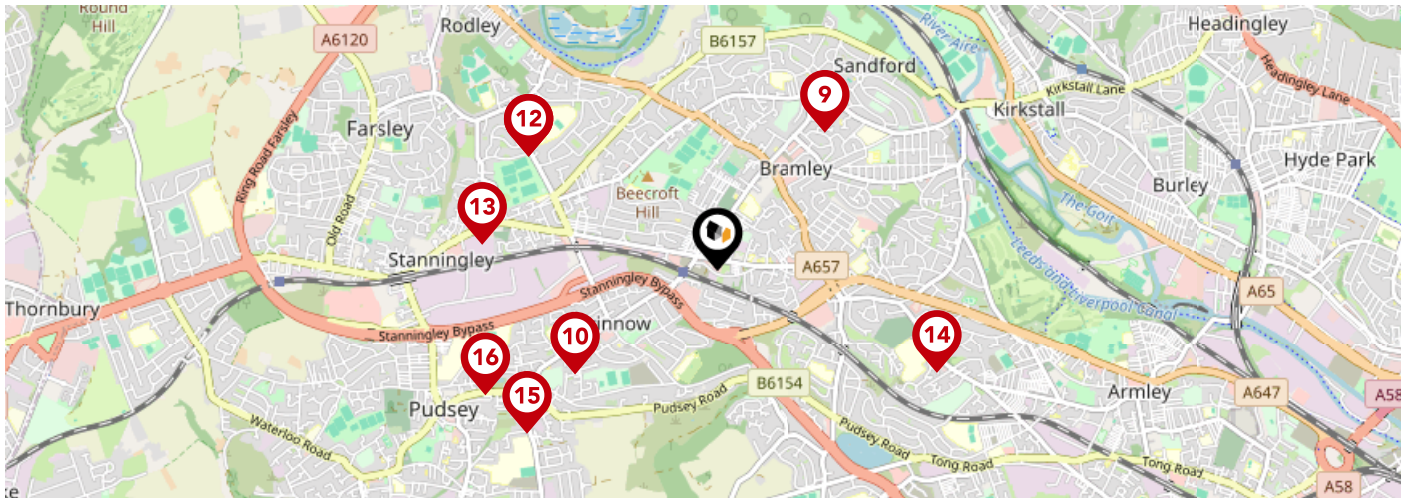 Round
Hill
Rodley
Headingley
A6120
B6157
River Aire
Sandford
Headingley Lane
Kirkstall Lane
9
Kirkstall
12
Farsley
Ring Road Farsley
Hyde Park
Bramley
Burley
Beecroft
Hill
13
Old Road
The Goit
Stanningley
A657
Leeds and Liverpool Canal
Stanningley Bypass
A65
Thornbury
Stanningley Bypass
innow
10
14
16
15
B6154
Armley
A647
A58
Pudsey
Pudsey Road
Waterloo Road
Pudsey Road
Tong Road
Tong Road
A58
ke